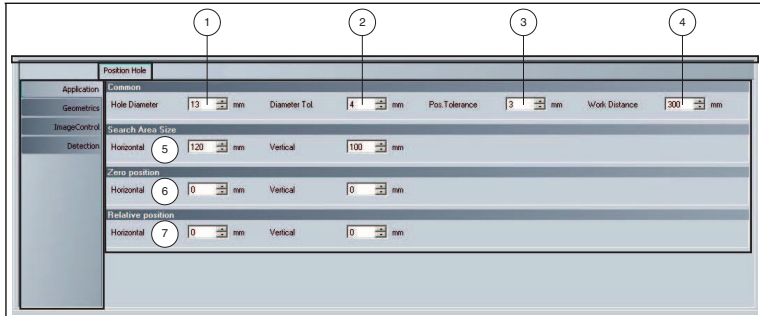 1 2 3 4
Position Hole
Application
Geometrics
ImageControl
Detection
Common
Hole Diameter 13 mm Diameter Tol. 4 mm Pos.Tolerance 3 mm Work Distance 300 mm
Search Area Size
Horizontal 5 120 mm Vertical 100 mm
Zero position
Horizontal 6 0 mm Vertical 0 mm
Relative position
Horizontal 7 0 mm Vertical 0 mm